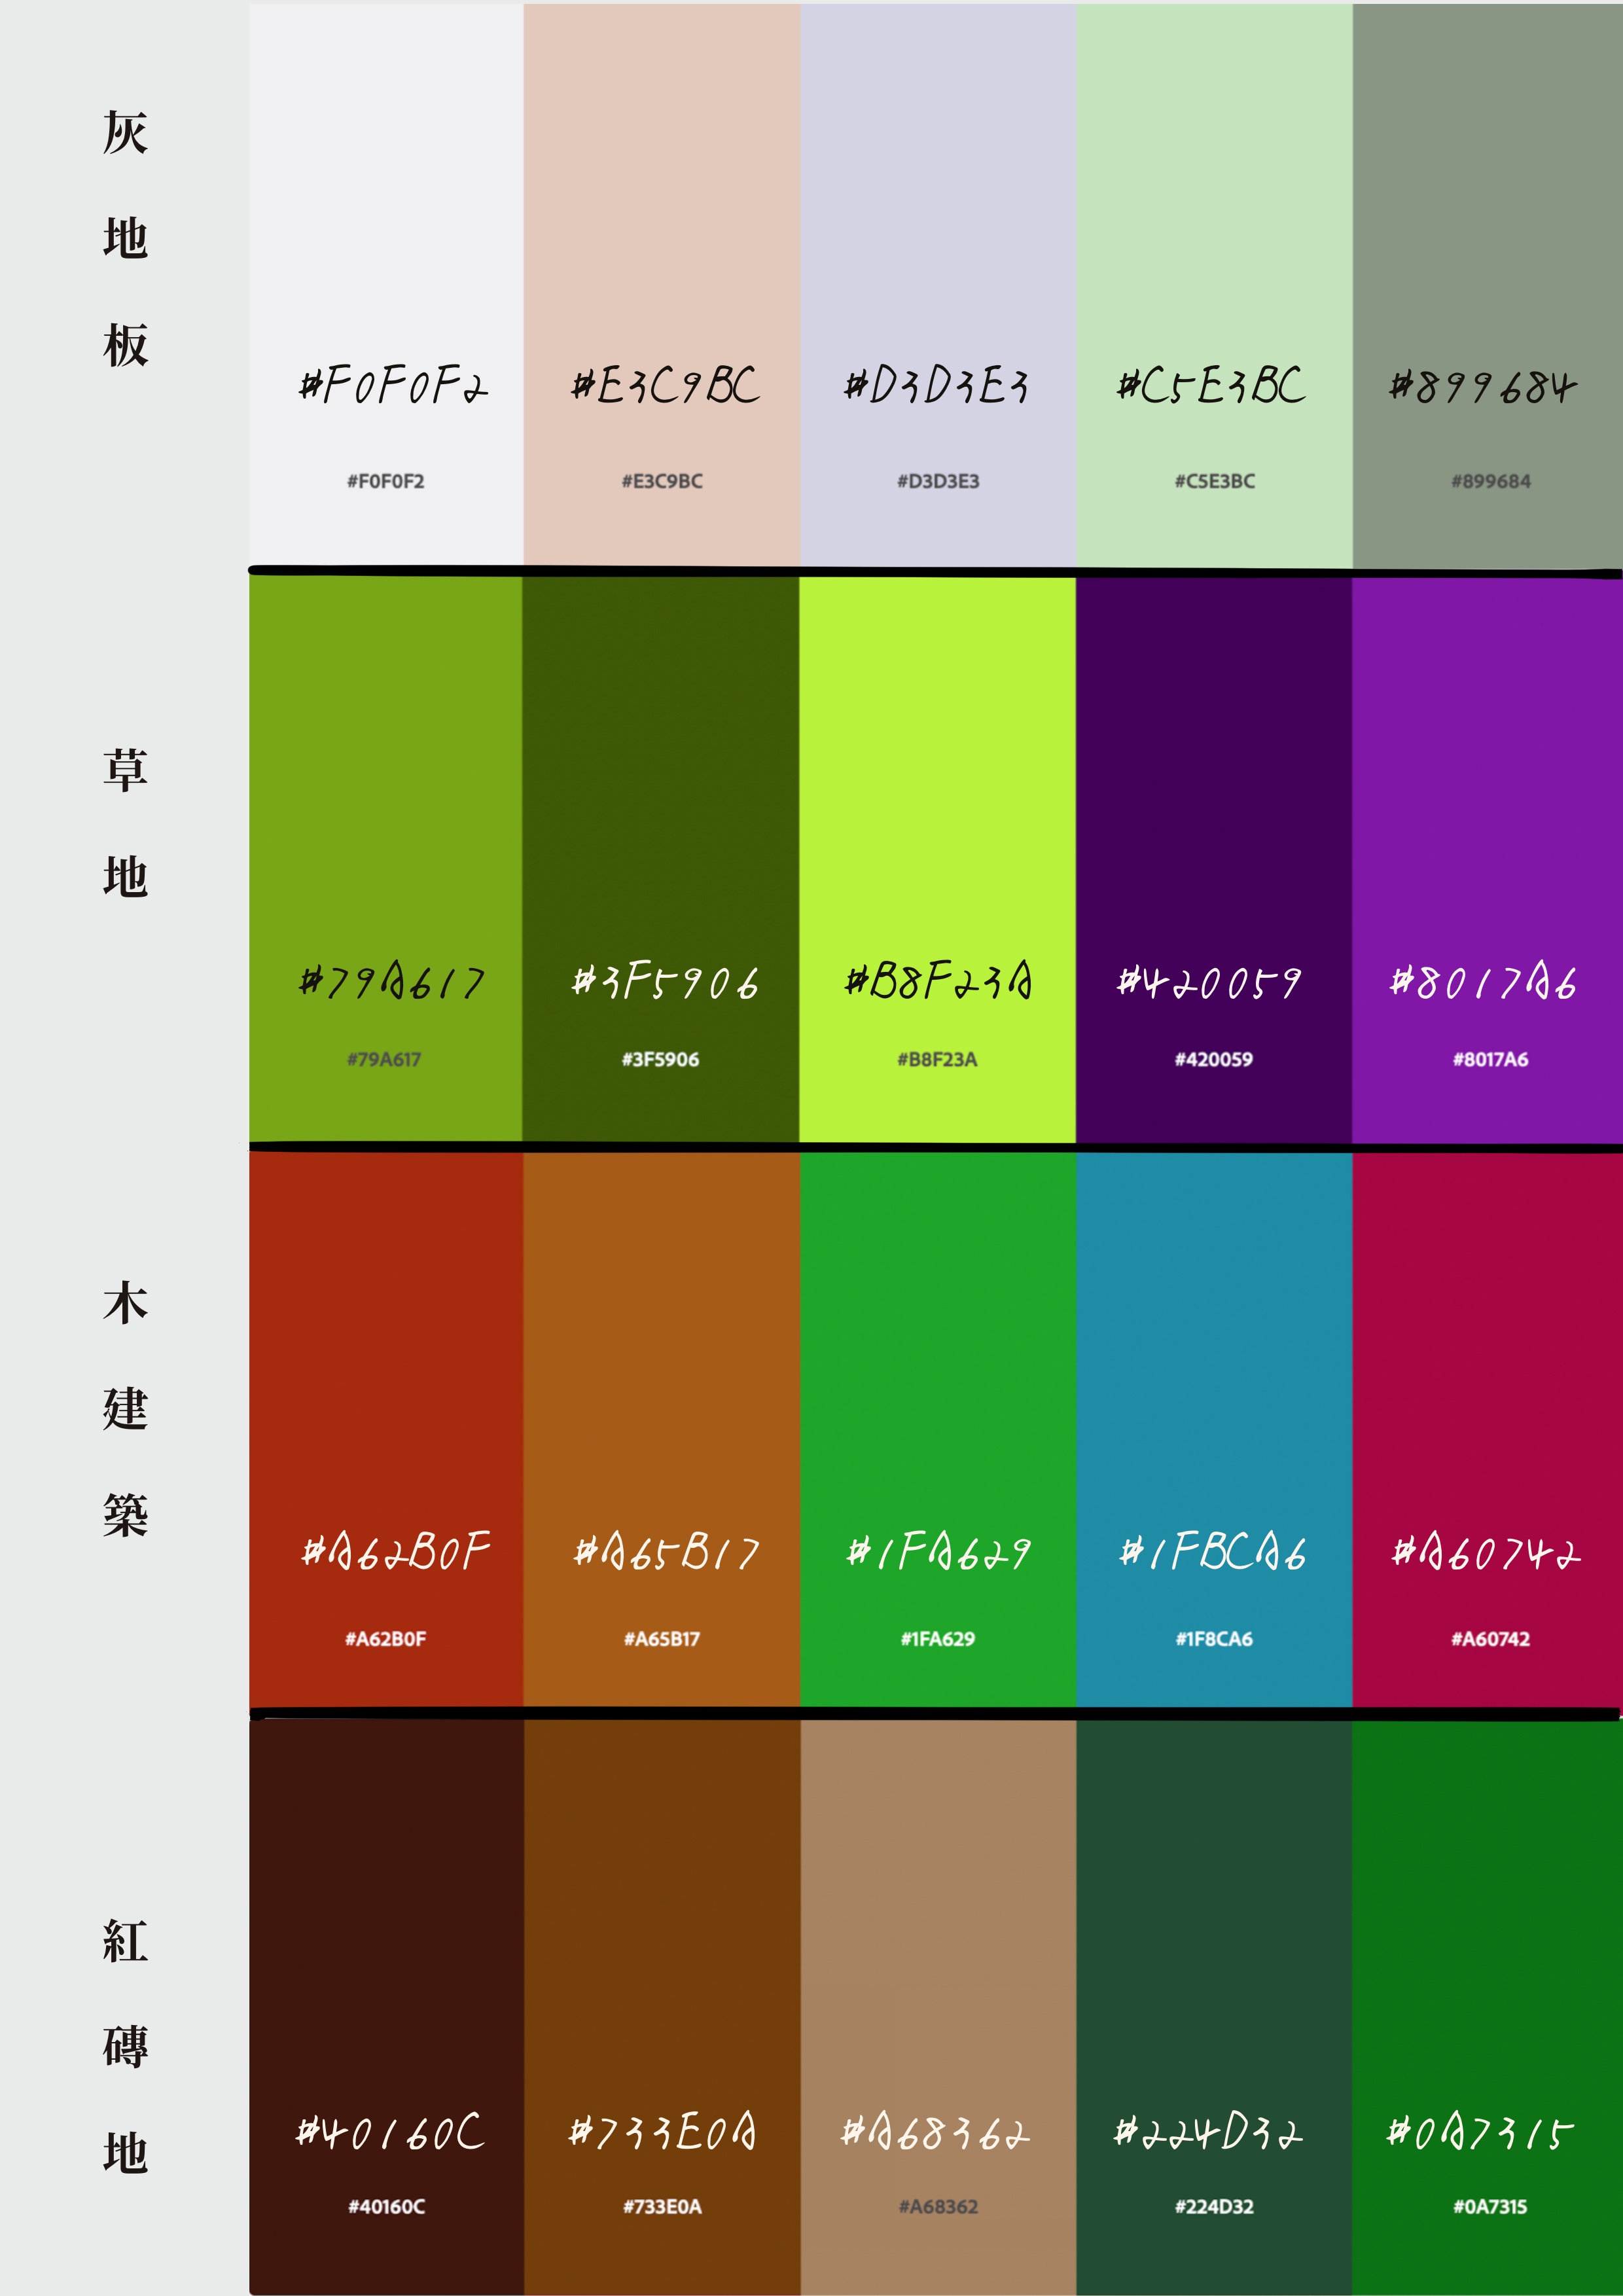 灰地板
#F0F0F2 #E3C9BC #D3D3E3 #C5E3BC #899684
#F0F0F2 #E3C9BC #D3D3E3 #C5E3BC #899684
草地
#79A617 #3F5906 #B8F23A #420059 #8017A6
#79A617 #3F5906 #B8F23A #420059 #8017A6
木建築
#A62B0F #A65B17 #1FA629 #1FBCA6 #A60742
#A62B0F #A65B17 #1FA629 #1F8CA6 #A60742
紅磚地
#40160C #733E0A #A68362 #224D32 #0A7315
#40160C #733E0A #A68362 #224D32 #0A7315